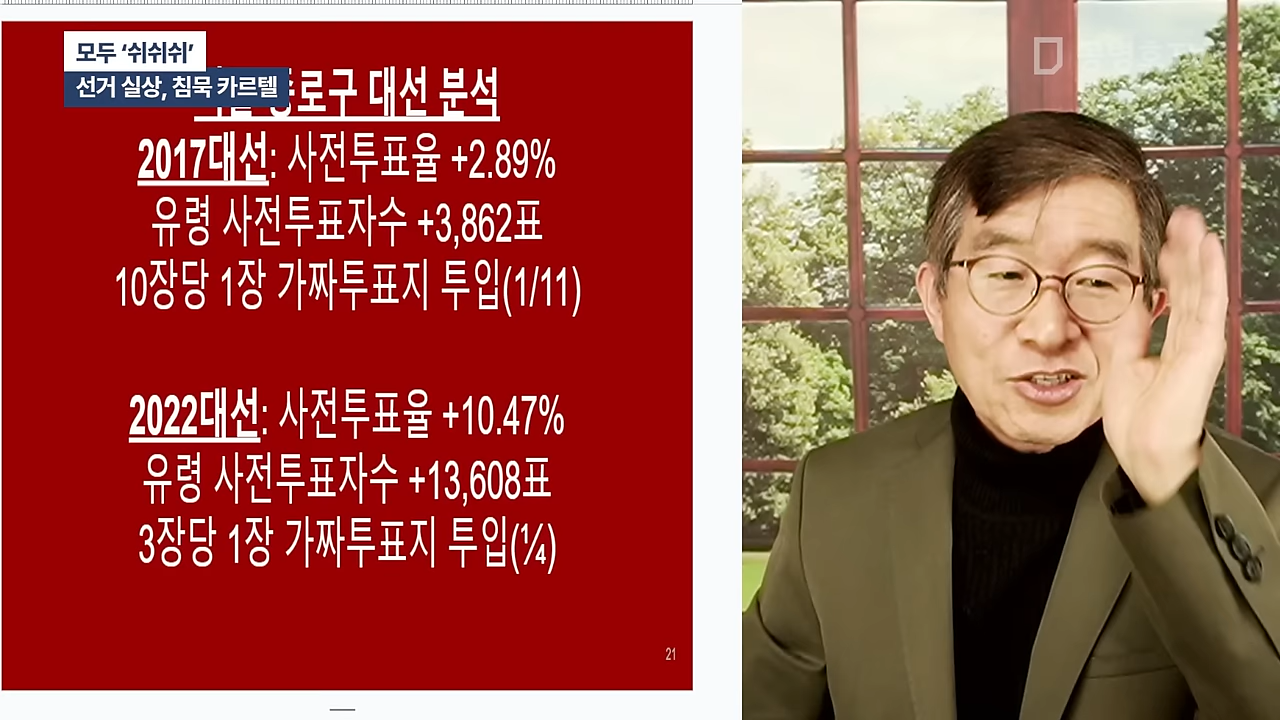 모두 ‘쉬쉬쉬’
선거 실상, 침묵 카르텔
종로구 대선 분석
2017대선: 사전투표율 +2.89%
유령 사전투표자수 +3,862표
10장당 1장 가짜투표지 투입(1/11)
2022대선: 사전투표율 +10.47%
유령 사전투표자수 +13,608표
3장당 1장 가짜투표지 투입(¼)
21